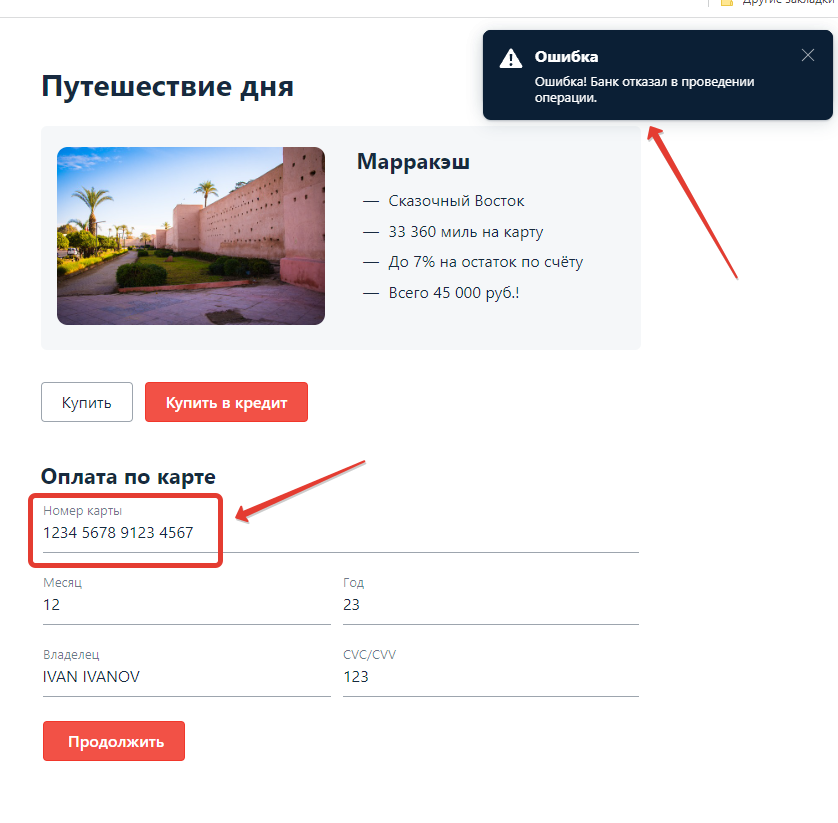 Другие закладки
Ошибка
Ошибка! Банк отказал в проведении
операции.
Путешествие дня
Марракэш
— Сказочный Восток
— 33 360 миль на карту
— До 7% на остаток по счёту
— Всего 45 000 руб.!
Купить
Купить в кредит
Оплата по карте
Номер карты
1234 5678 9123 4567
Месяц
Год
12
23
Владелец
CVC/CVV
IVAN IVANOV
123
Продолжить